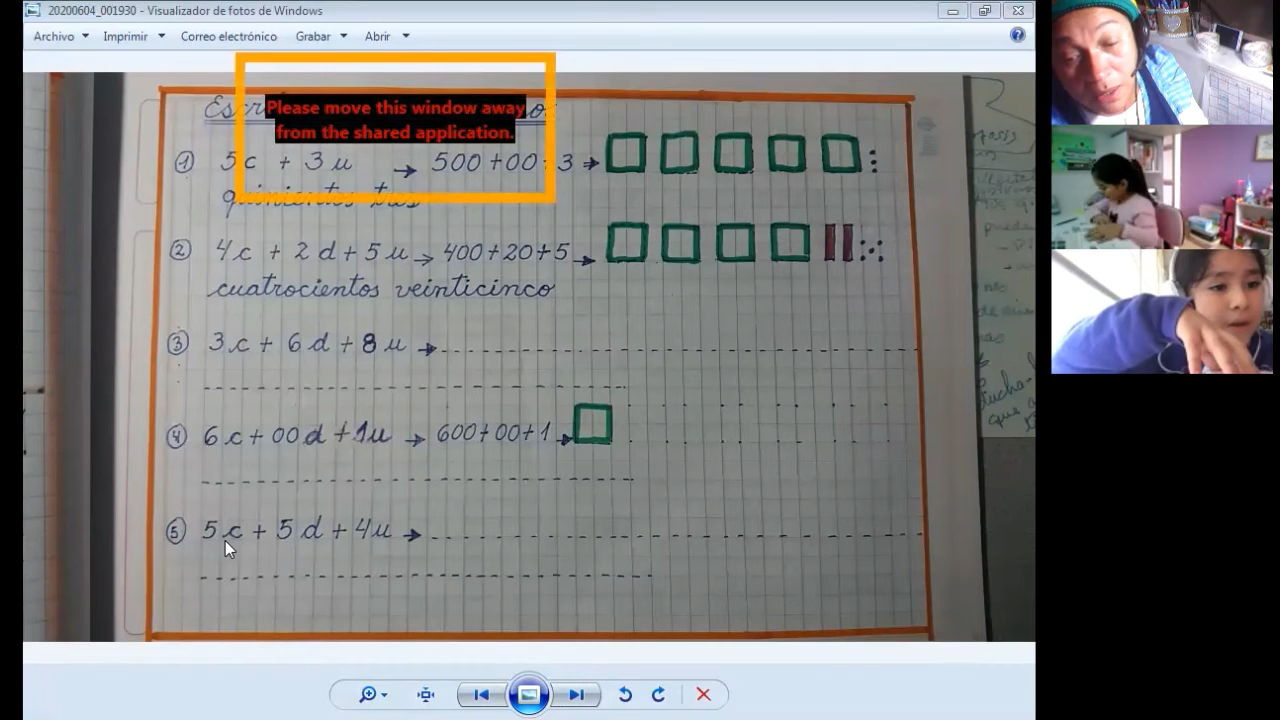 20200604_001930 - Visualizador de fotos de Windows
Archivo Imprimir Correo electrónico Grabar Abrir
Please move this window away
from the shared application.
① 5c + 3u → 500+00+3 →
quinientos tres
② 4c + 2d + 5u → 400+20+5 →
cuatrocientos veinticinco
③ 3c + 6d + 8u →
④ 6c + 00d + 1u → 600+00+1 →
⑤ 5c + 5d + 4u →